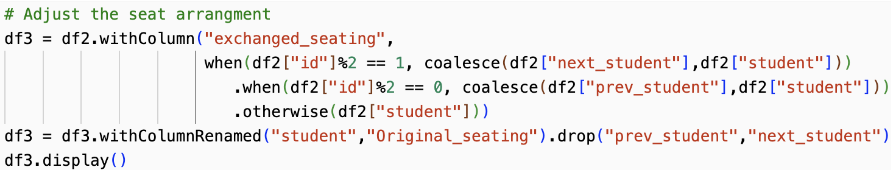 # Adjust the seat arrangment
df3 = df2.withColumn("exchanged_seating",
when(df2["id"]%2 == 1, coalesce(df2["next_student"],df2["student"]))
.when(df2["id"]%2 == 0, coalesce(df2["prev_student"],df2["student"]))
.otherwise(df2["student"]))
df3 = df3.withColumnRenamed("student","Original_seating").drop("prev_student","next_student")
df3.display()